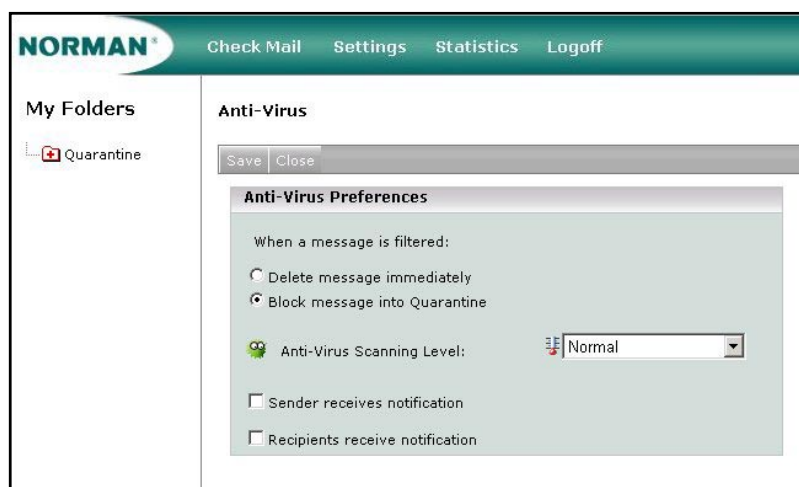 NORMAN®
Check Mail Settings Statistics Logoff
My Folders
Quarantine
Anti-Virus
Save Close
Anti-Virus Preferences
When a message is filtered:
Delete message immediately
Block message into Quarantine
Anti-Virus Scanning Level: Normal
Sender receives notification
Recipients receive notification